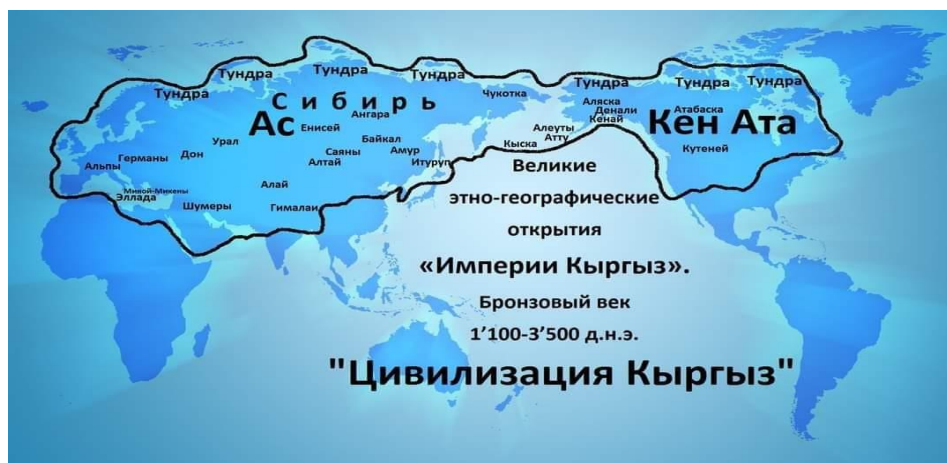 Тундра
Тундра
Тундра
Тундра
Тундра
Тундра
Тундра
Сибирь
Ас
Ангара
Енисей
Байкал
Саяны
Алтай
Амур
Итуруп
Чукотка
Аляска
Денали
Кенай
Алеуты
Атту
Кыска
Атабаска
Кен Ата
Кутеней
Урал
Дон
Германы
Альпы
Миной-Микены
Эллада
Шумеры
Алай
Гималаи
Великие
этно-географические
открытия
«Империи Кыргыз».
Бронзовый век
1’100-3’500 д.н.э.
"Цивилизация Кыргыз"